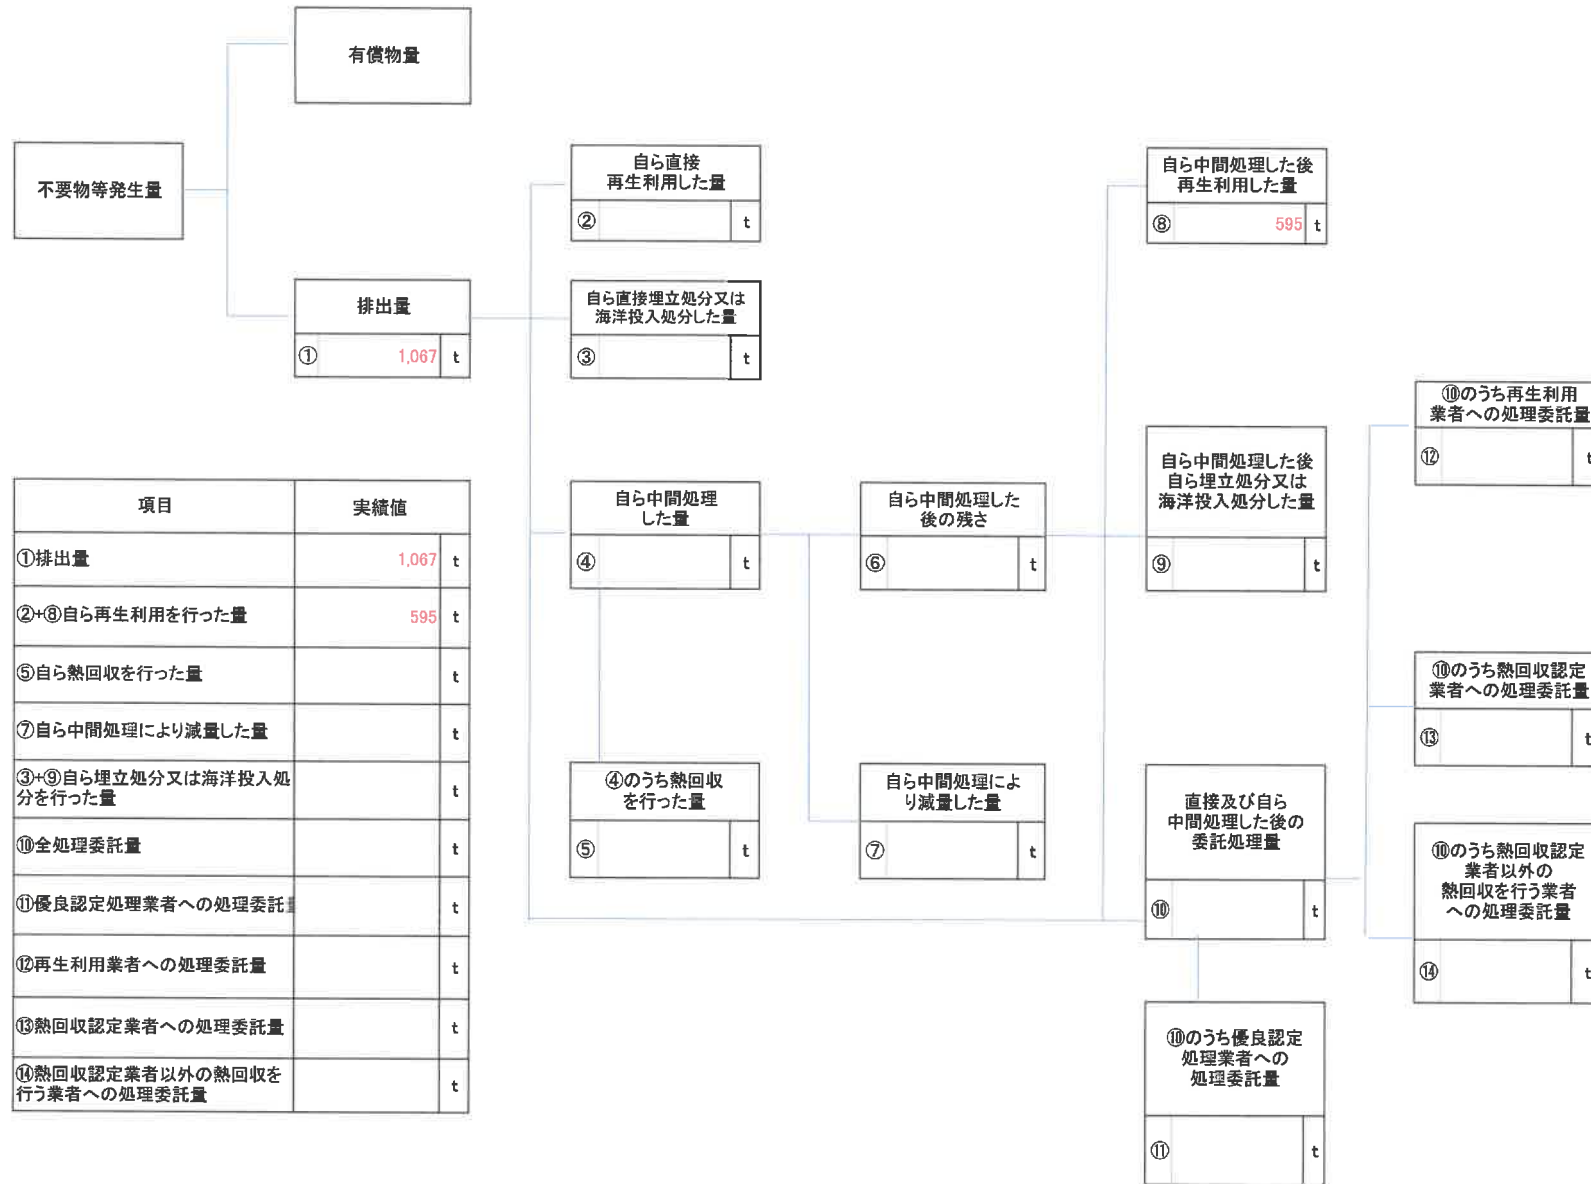 有償物量
不要物等発生量
排出量
① 1,067 t
自ら直接
再生利用した量
② t
自ら直接埋立処分又は
海洋投入処分した量
③ t
自ら中間処理
した量
④ t
④のうち熱回収
を行った量
⑤ t
自ら中間処理した
後の残さ
⑥ t
自ら中間処理によ
り減量した量
⑦ t
自ら中間処理した後
再生利用した量
⑧ 595 t
自ら中間処理した後
自ら埋立処分又は
海洋投入処分した量
⑨ t
直接及び自ら
中間処理した後の
委託処理量
⑩ t
⑩のうち優良認定
処理業者への
処理委託量
⑪ t
⑩のうち再生利用
業者への処理委託量
⑫ t
⑩のうち熱回収認定
業者への処理委託量
⑬ t
⑩のうち熱回収認定
業者以外の
熱回収を行う業者
への処理委託量
⑭ t
項目 実績値
①排出量 1,067 t
②+⑧自ら再生利用を行った量 595 t
⑤自ら熱回収を行った量 t
⑦自ら中間処理により減量した量 t
③+⑨自ら埋立処分又は海洋投入処
分を行った量 t
⑩全処理委託量 t
⑪優良認定処理業者への処理委託 t
⑫再生利用業者への処理委託量 t
⑬熱回収認定業者への処理委託量 t
⑭熱回収認定業者以外の熱回収を
行う業者への処理委託量 t